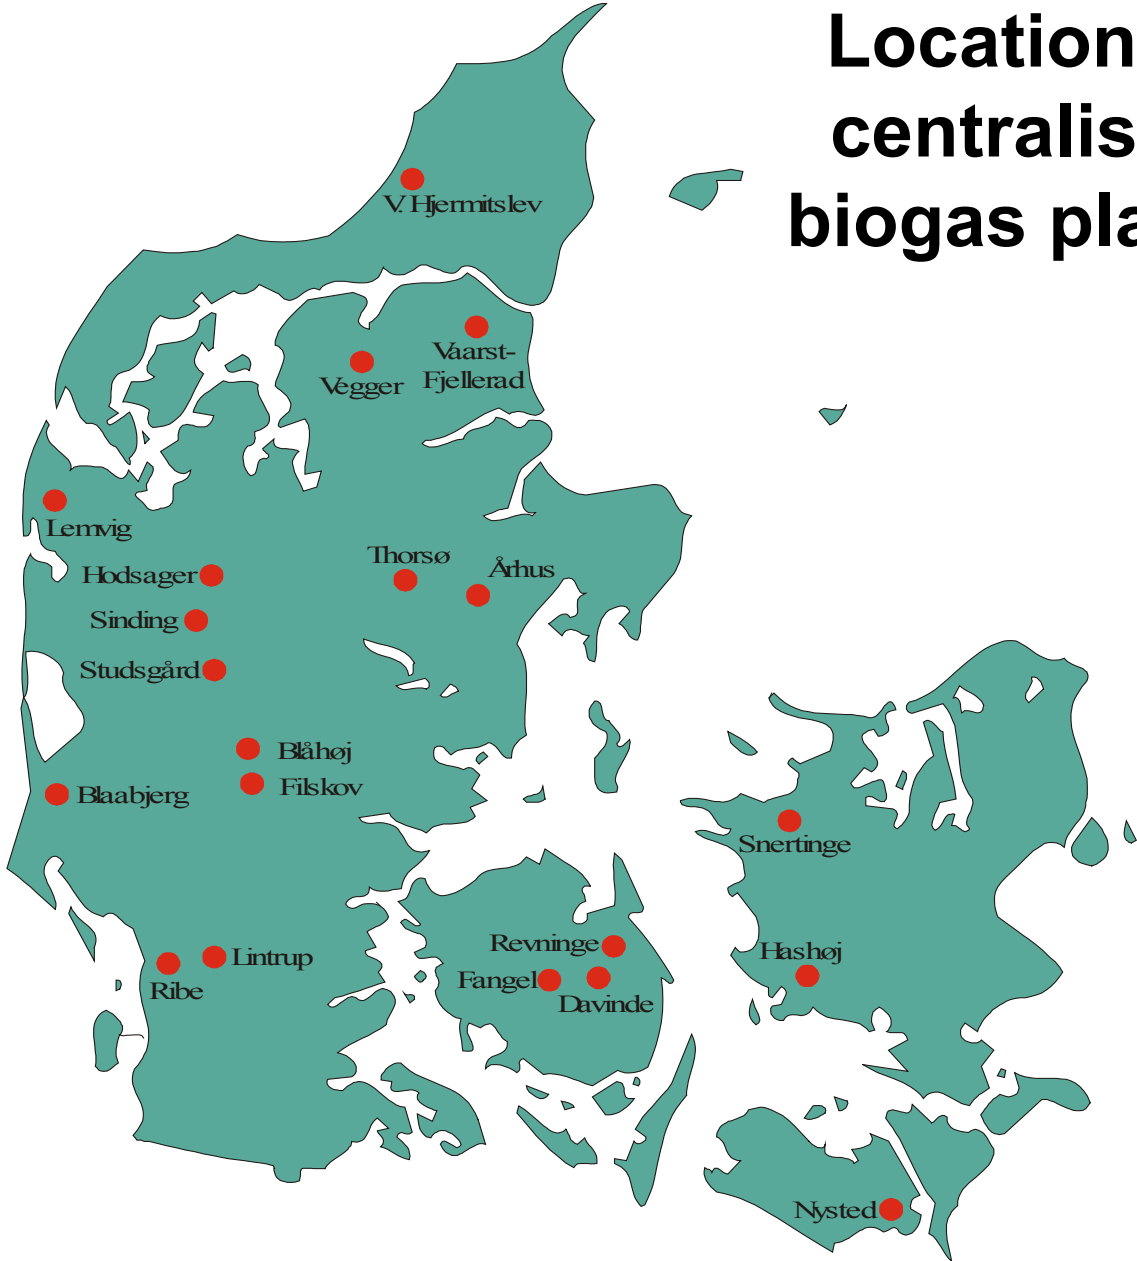 Location
centralis
biogas pla
V. Hjermitslev
Vaarst-
Fjellerad
Vegger
Lemvig
Thorsø
Århus
Hodsager
Sinding
Studsgård
Blåhøj
Filskov
Blaabjerg
Snertinge
Revninge
Hashøj
Lintrup
Fangel
Ribe
Davinde
Nysted